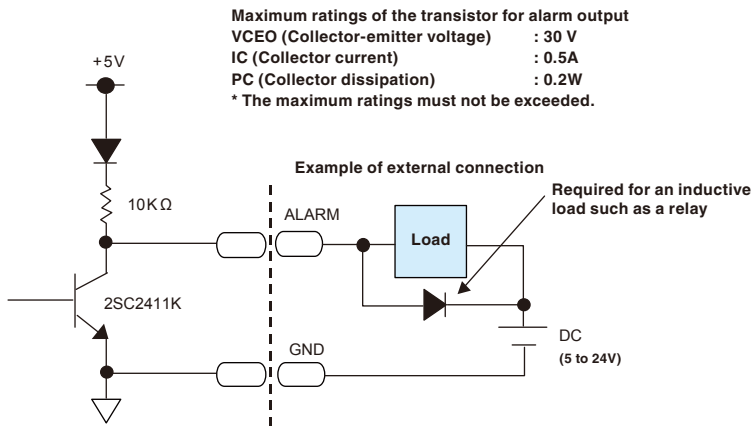 Maximum ratings of the transistor for alarm output
VCEO (Collector-emitter voltage) : 30 V
IC (Collector current) : 0.5A
PC (Collector dissipation) : 0.2W
* The maximum ratings must not be exceeded.
+5V
Example of external connection
Required for an inductive
load such as a relay
10KΩ
ALARM
Load
2SC2411K
GND
DC
(5 to 24V)